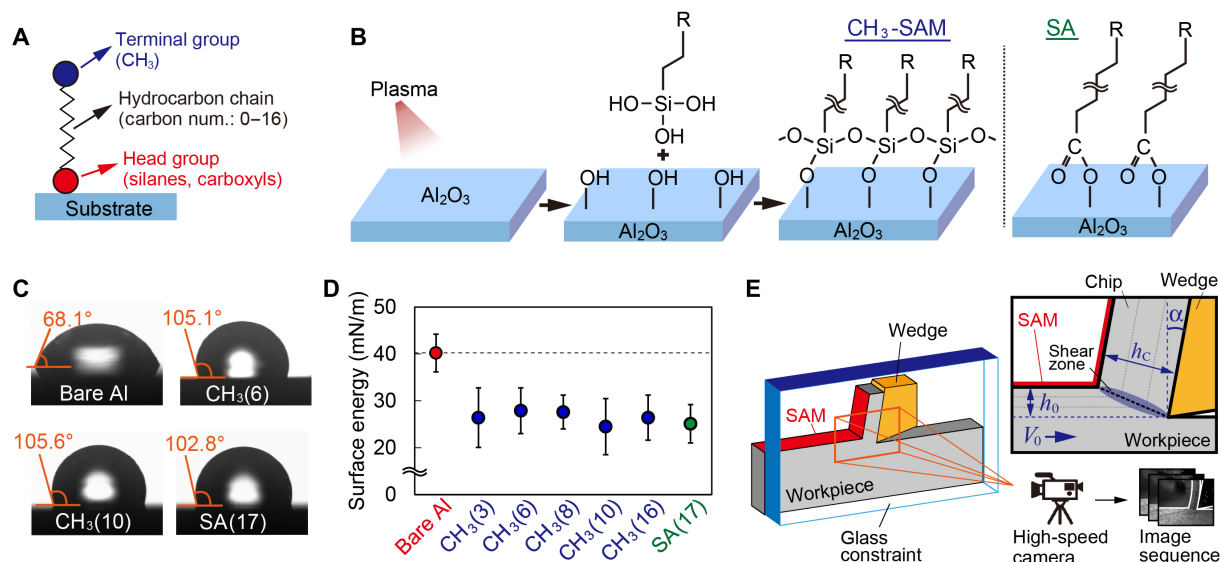 A
Terminal group
(CH₃)
Hydrocarbon chain
(carbon num.: 0–16)
Head group
(silanes, carboxyls)
Substrate
B
Plasma
Al₂O₃
R
HO Si OH
OH
+
OH OH OH
Al₂O₃
CH₃-SAM
R R R
O Si O Si O Si O
O O O
Al₂O₃
SA
R R
C C
O O O O
Al₂O₃
C
68.1°
Bare Al
105.1°
CH₃(6)
105.6°
CH₃(10)
102.8°
SA(17)
D
Surface energy (mN/m)
50
40
30
20
0
Bare Al
CH₃(3)
CH₃(6)
CH₃(8)
CH₃(10)
CH₃(16)
SA(17)
E
Wedge
SAM
Workpiece
Glass
constraint
Chip
Wedge
SAM
α
Shear
zone
hC
h₀
V₀
Workpiece
High-speed
camera
Image
sequence